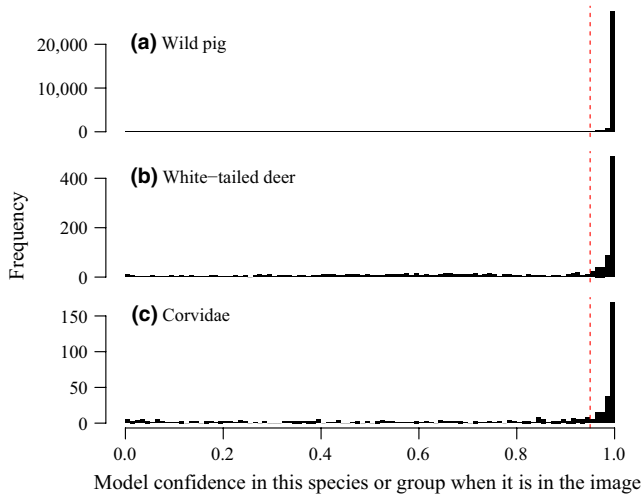 (a) Wild pig
20,000
10,000
0
(b) White−tailed deer
400
200
0
(c) Corvidae
150
100
50
0
Frequency
0.0 0.2 0.4 0.6 0.8 1.0
Model confidence in this species or group when it is in the image